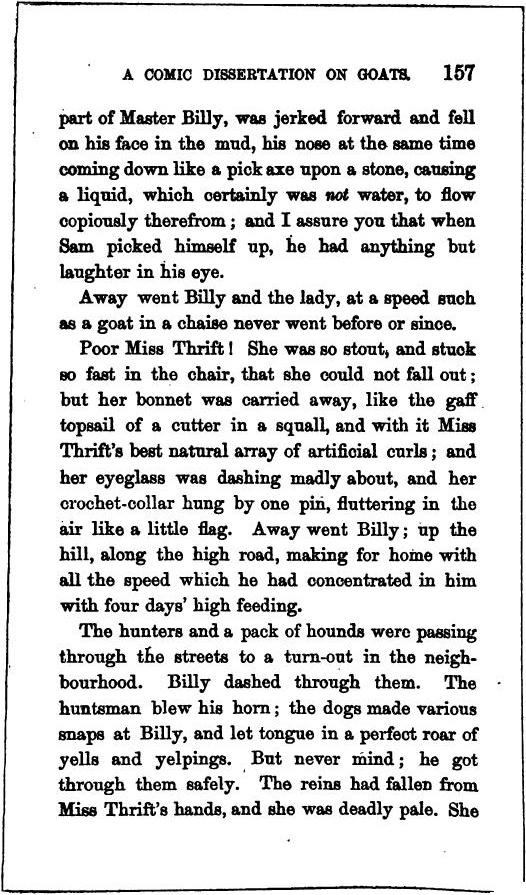 A COMIC DISSERTATION ON GOATS. 157
part of Master Billy, was jerked forward and fell
on his face in the mud, his nose at the same time
coming down like a pick axe upon a stone, causing
a liquid, which certainly was not water, to flow
copiously therefrom; and I assure you that when
Sam picked himself up, he had anything but
laughter in his eye.
Away went Billy and the lady, at a speed such
as a goat in a chaise never went before or since.
Poor Miss Thrift! She was so stout, and stuck
so fast in the chair, that she could not fall out;
but her bonnet was carried away, like the gaff
topsail of a cutter in a squall, and with it Miss
Thrift's best natural array of artificial curls; and
her eyeglass was dashing madly about, and her
crochet-collar hung by one pin, fluttering in the
air like a little flag. Away went Billy; up the
hill, along the high road, making for home with
all the speed which he had concentrated in him
with four days' high feeding.
The hunters and a pack of hounds were passing
through the streets to a turn-out in the neigh-
bourhood. Billy dashed through them. The
huntsman blew his horn; the dogs made various
snaps at Billy, and let tongue in a perfect roar of
yells and yelpings. But never mind; he got
through them safely. The reins had fallen from
Miss Thrift's hands, and she was deadly pale. She